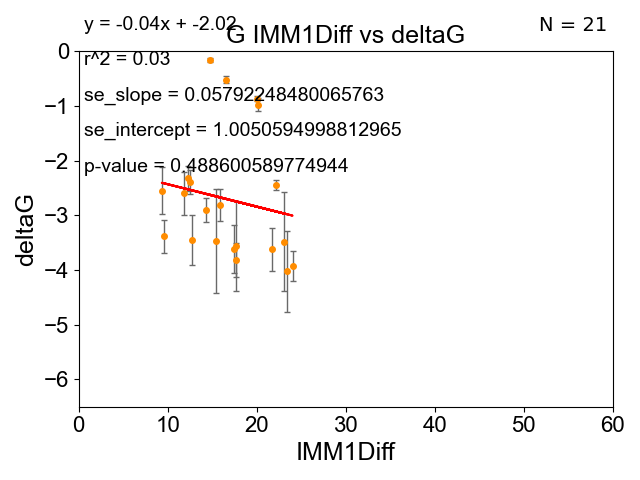 y = -0.04x + -2.02
G IMM1Diff vs deltaG
N = 21
r^2 = 0.03
se_slope = 0.05792248480065763
se_intercept = 1.0050594998812965
p-value = 0.488600589774944
deltaG
0
−1
−2
−3
−4
−5
−6
0 10 20 30 40 50 60
IMM1Diff